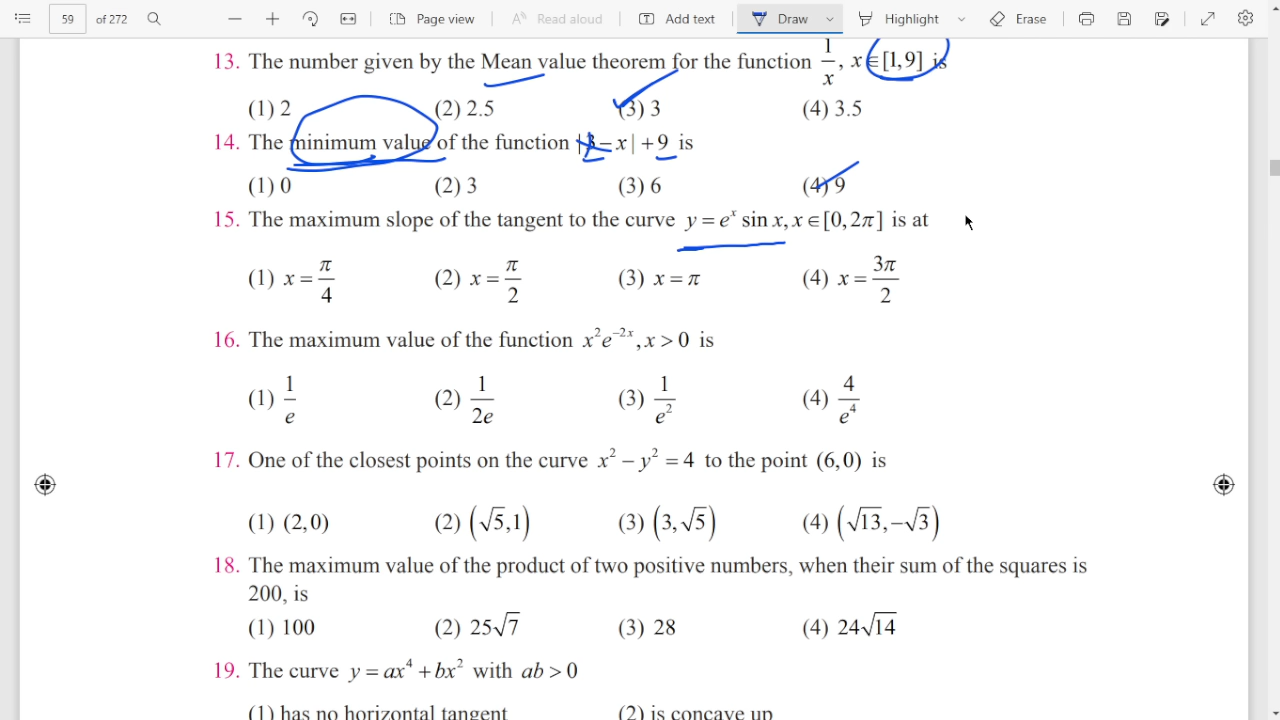 59 of 272 Page view Read aloud Add text Draw Highlight Erase
13. The number given by the Mean value theorem for the function 1/x, x ∈ [1,9] is
(1) 2 (2) 2.5 (3) 3 (4) 3.5
14. The minimum value of the function |3 − x| + 9 is
(1) 0 (2) 3 (3) 6 (4) 9
15. The maximum slope of the tangent to the curve y = eˣ sin x, x ∈ [0, 2π] is at
(1) x = π/4 (2) x = π/2 (3) x = π (4) x = 3π/2
16. The maximum value of the function x²e⁻²ˣ, x > 0 is
(1) 1/e (2) 1/2e (3) 1/e² (4) 4/e⁴
17. One of the closest points on the curve x² − y² = 4 to the point (6,0) is
(1) (2,0) (2) (√5,1) (3) (3,√5) (4) (√13,−√3)
18. The maximum value of the product of two positive numbers, when their sum of the squares is
200, is
(1) 100 (2) 25√7 (3) 28 (4) 24√14
19. The curve y = ax⁴ + bx² with ab > 0
(1) has no horizontal tangent (2) is concave up